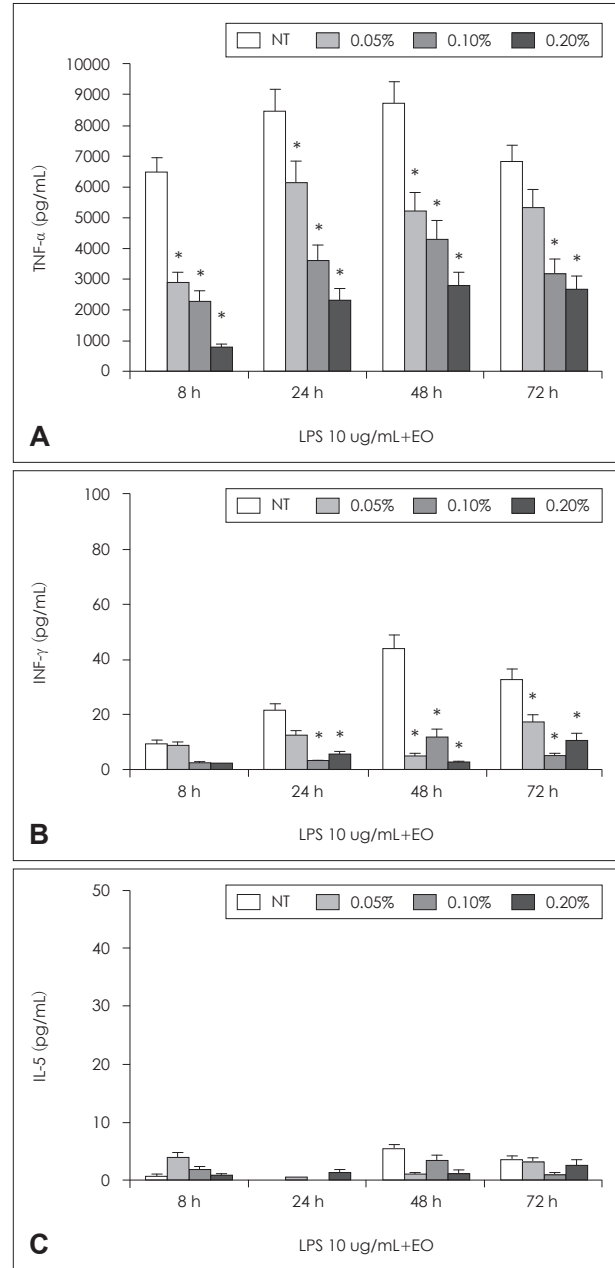 NT 0.05% 0.10% 0.20%
10000
9000
8000
7000
6000
5000
4000
3000
2000
1000
0
TNF-α (pg/mL)
* * *
* * *
* * *
* *
8 h 24 h 48 h 72 h
A LPS 10 ug/mL+EO
NT 0.05% 0.10% 0.20%
100
80
60
40
20
0
INF-γ (pg/mL)
* *
* * *
* * *
8 h 24 h 48 h 72 h
B LPS 10 ug/mL+EO
NT 0.05% 0.10% 0.20%
50
40
30
20
10
0
IL-5 (pg/mL)
8 h 24 h 48 h 72 h
C LPS 10 ug/mL+EO